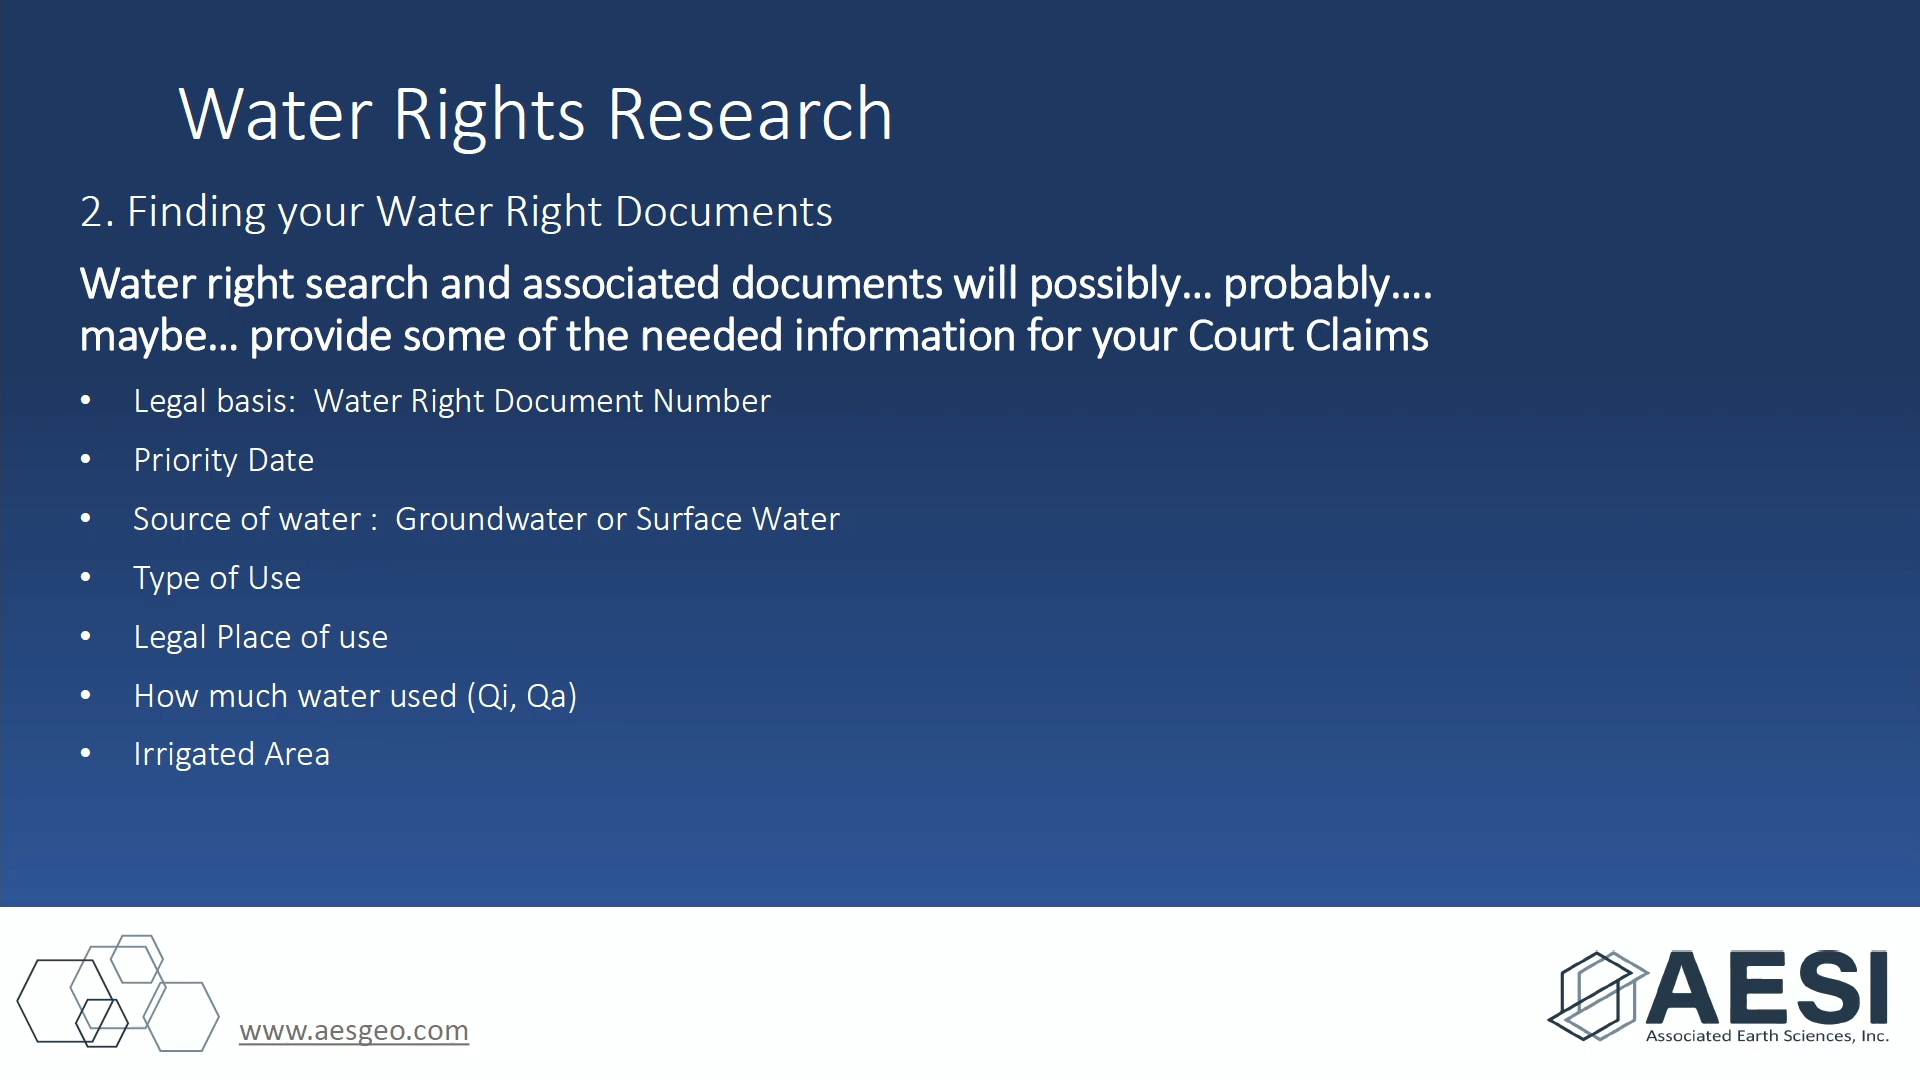 Water Rights Research
2. Finding your Water Right Documents
Water right search and associated documents will possibly... probably....
maybe... provide some of the needed information for your Court Claims
• Legal basis:  Water Right Document Number
• Priority Date
• Source of water :  Groundwater or Surface Water
• Type of Use
• Legal Place of use
• How much water used (Qi, Qa)
• Irrigated Area
www.aesgeo.com
AESI
Associated Earth Sciences, Inc.